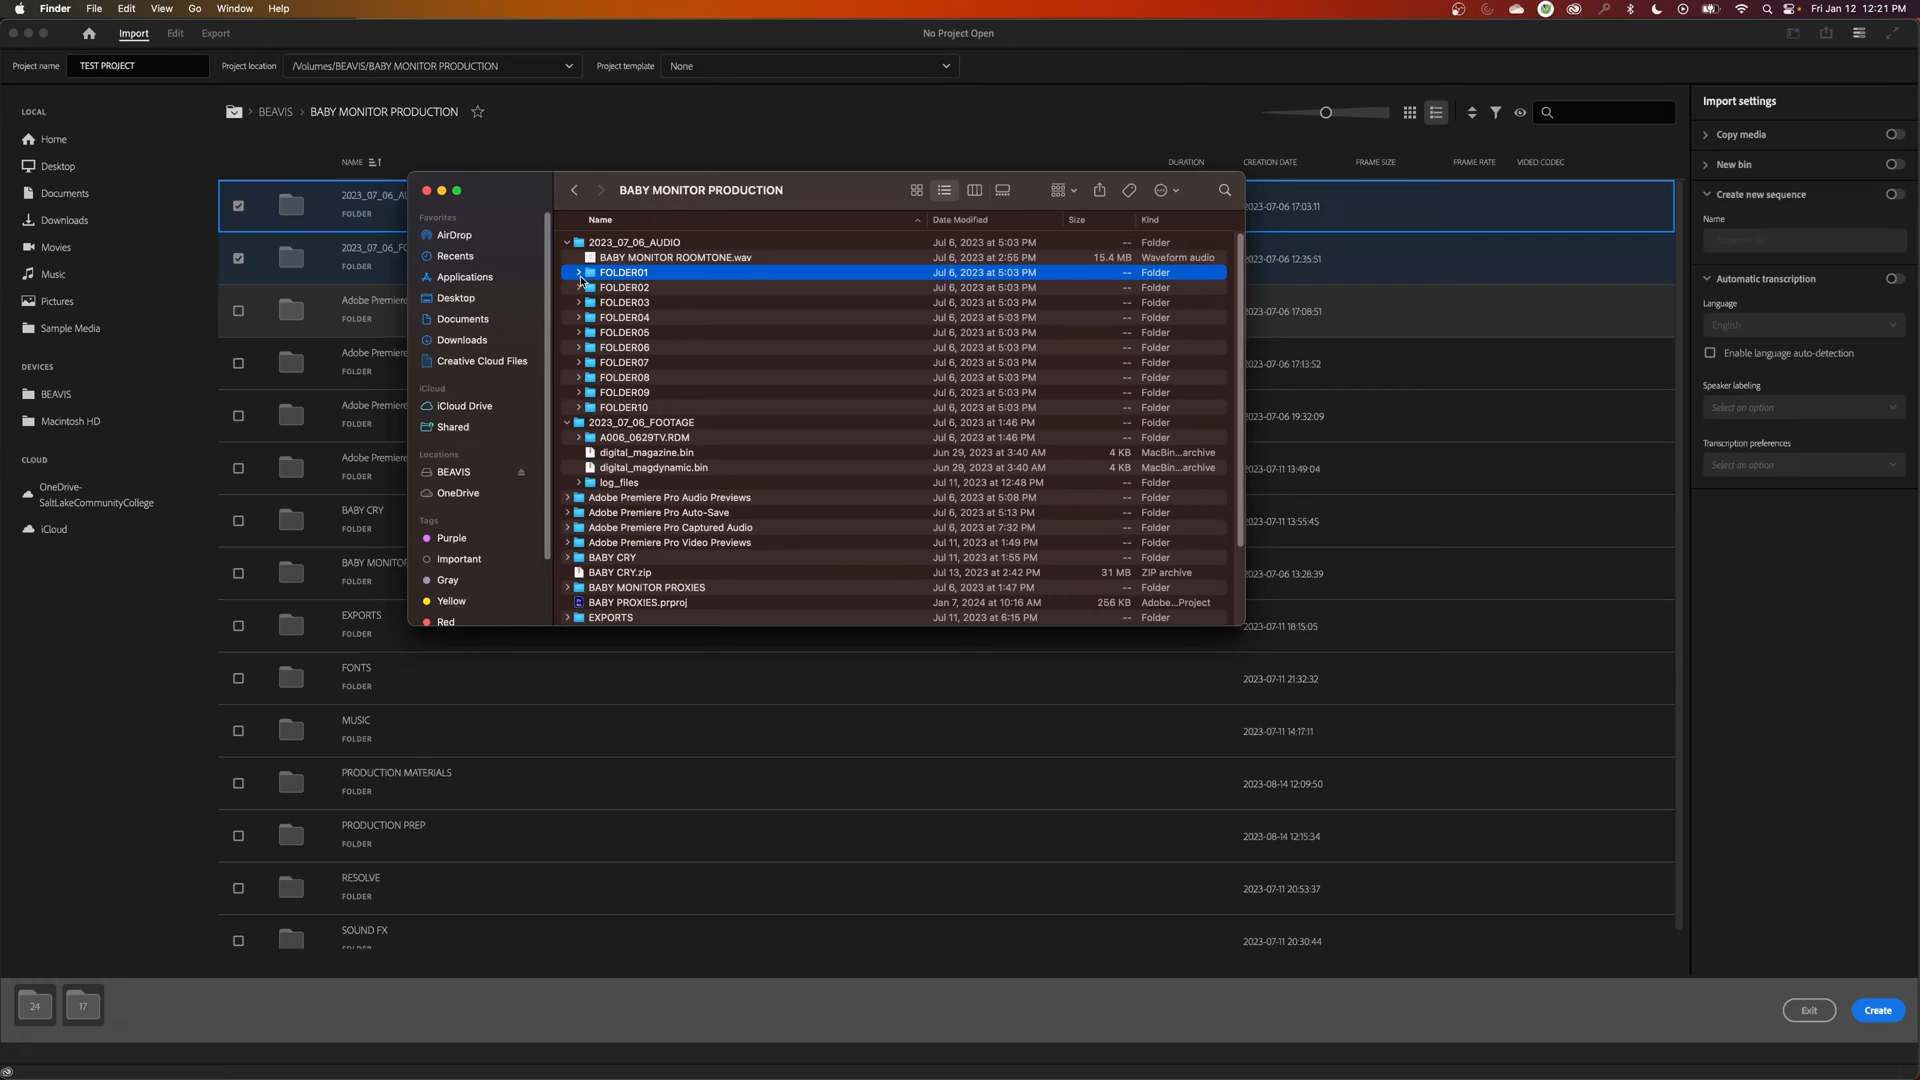 Finder File Edit View Go Window Help
Fri Jan 12 12:21 PM
Import Edit Export
No Project Open
Project name TEST PROJECT Project location /Volumes/BEAVIS/BABY MONITOR PRODUCTION Project template None
LOCAL
Home
Desktop
Documents
Downloads
Movies
Music
Pictures
Sample Media
DEVICES
BEAVIS
Macintosh HD
CLOUD
OneDrive-
SaltLakeCommunityCollege
iCloud
BEAVIS > BABY MONITOR PRODUCTION
NAME DURATION CREATION DATE FRAME SIZE FRAME RATE VIDEO CODEC
2023_07_06_AU
FOLDER
2023-07-06 17:03:11
2023_07_06_FO
FOLDER
12:35:51
Adobe Premiere
FOLDER
2023-07-06 17:08:51
Adobe Premiere
FOLDER
2023-07-06 17:13:52
Adobe Premiere
FOLDER
2023-07-06 19:32:09
Adobe Premiere
FOLDER
13:49:04
BABY CRY
FOLDER
13:55:45
BABY MONITOR
FOLDER
2023-07-06 13:28:39
EXPORTS
FOLDER
18:15:05
FONTS
FOLDER
2023-07-11 21:32:32
MUSIC
FOLDER
2023-07-11 14:17:11
PRODUCTION MATERIALS
FOLDER
2023-08-14 12:09:50
PRODUCTION PREP
FOLDER
2023-08-14 12:15:34
RESOLVE
FOLDER
2023-07-11 20:53:37
SOUND FX
FOLDER
2023-07-11 20:30:44
BABY MONITOR PRODUCTION
Favorites
AirDrop
Recents
Applications
Desktop
Documents
Downloads
Creative Cloud Files
iCloud
iCloud Drive
Shared
Locations
BEAVIS
OneDrive
Tags
Purple
Important
Gray
Yellow
Red
Name Date Modified Size Kind
2023_07_06_AUDIO Jul 6, 2023 at 5:03 PM -- Folder
BABY MONITOR ROOMTONE.wav Jul 6, 2023 at 2:55 PM 15.4 MB Waveform audio
FOLDER01 Jul 6, 2023 at 5:03 PM -- Folder
FOLDER02 Jul 6, 2023 at 5:03 PM -- Folder
FOLDER03 Jul 6, 2023 at 5:03 PM -- Folder
FOLDER04 Jul 6, 2023 at 5:03 PM -- Folder
FOLDER05 Jul 6, 2023 at 5:03 PM -- Folder
FOLDER06 Jul 6, 2023 at 5:03 PM -- Folder
FOLDER07 Jul 6, 2023 at 5:03 PM -- Folder
FOLDER08 Jul 6, 2023 at 5:03 PM -- Folder
FOLDER09 Jul 6, 2023 at 5:03 PM -- Folder
FOLDER10 Jul 6, 2023 at 5:03 PM -- Folder
2023_07_06_FOOTAGE Jul 6, 2023 at 1:46 PM -- Folder
A006_0629TV.RDM Jul 6, 2023 at 1:46 PM -- Folder
digital_magazine.bin Jun 29, 2023 at 3:40 AM 4 KB MacBin...archive
digital_magdynamic.bin Jun 29, 2023 at 3:40 AM 4 KB MacBin...archive
log_files Jul 11, 2023 at 12:48 PM -- Folder
Adobe Premiere Pro Audio Previews Jul 6, 2023 at 5:08 PM -- Folder
Adobe Premiere Pro Auto-Save Jul 6, 2023 at 5:13 PM -- Folder
Adobe Premiere Pro Captured Audio Jul 6, 2023 at 7:32 PM -- Folder
Adobe Premiere Pro Video Previews Jul 11, 2023 at 1:49 PM -- Folder
BABY CRY Jul 11, 2023 at 1:55 PM -- Folder
BABY CRY.zip Jul 13, 2023 at 2:42 PM 31 MB ZIP archive
BABY MONITOR PROXIES Jul 6, 2023 at 1:47 PM -- Folder
BABY PROXIES.prproj Jan 7, 2024 at 10:16 AM 256 KB Adobe...Project
EXPORTS Jul 11, 2023 at 6:15 PM -- Folder
Import settings
Copy media
New bin
Create new sequence
Name
Automatic transcription
Language
English
Enable language auto-detection
Speaker labeling
Select an option
Transcription preferences
Select an option
24 17
Exit Create